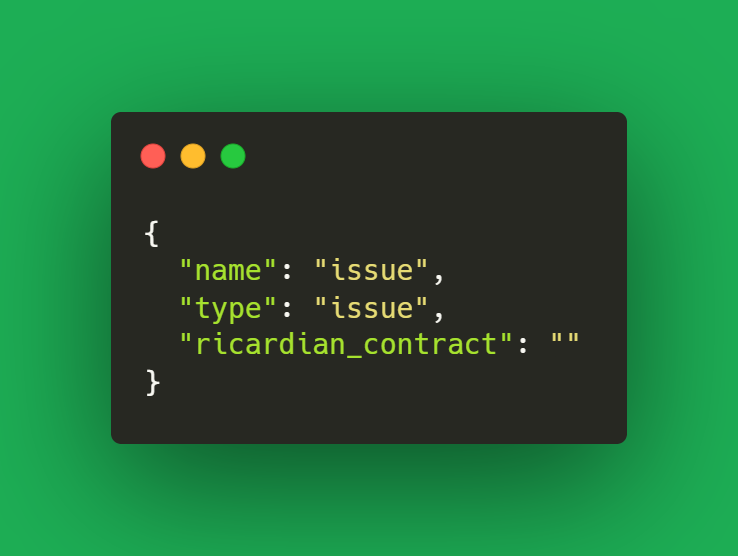 {
  "name": "issue",
  "type": "issue",
  "ricardian_contract": ""
}